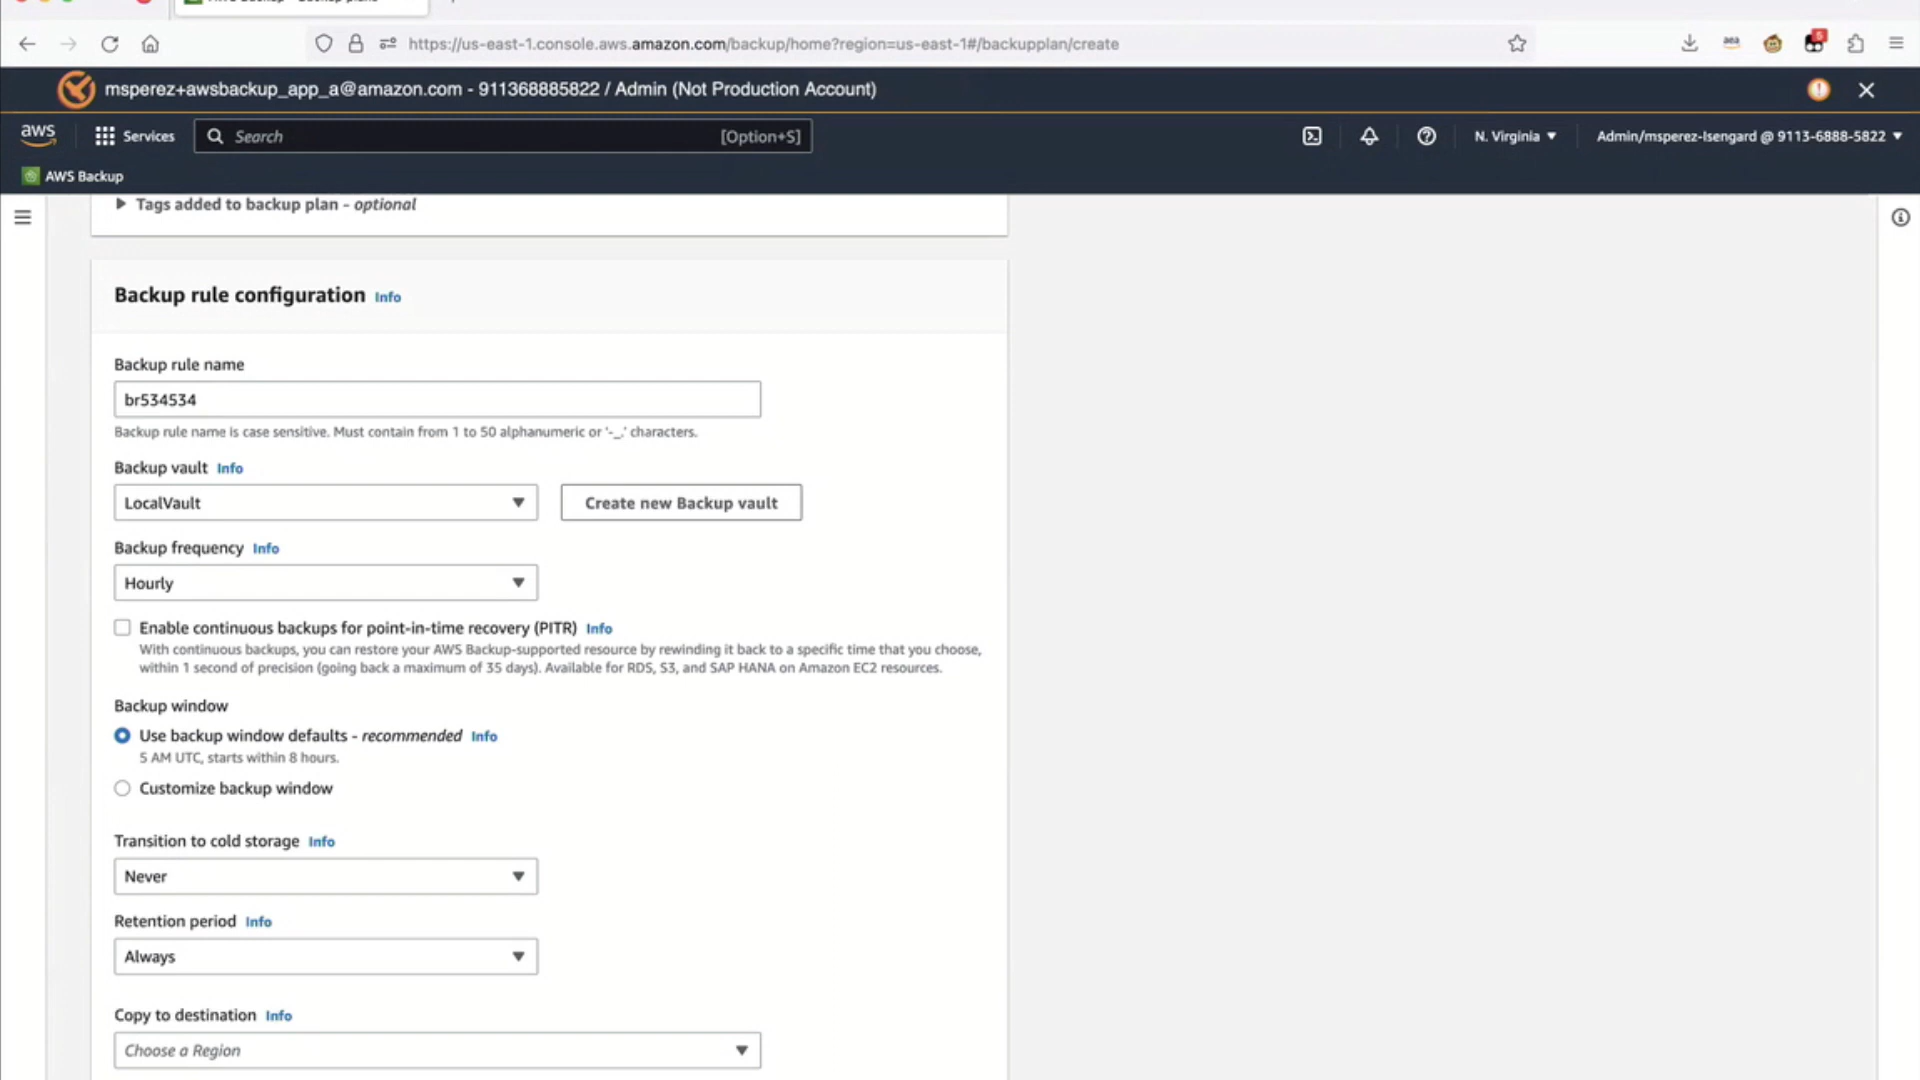 https://us-east-1.console.aws.amazon.com/backup/home?region=us-east-1#/backupplan/create
msperez+awsbackup_app_a@amazon.com - 911368885822 / Admin (Not Production Account)
aws
Services
Search
[Option+S]
N. Virginia
Admin/msperez-Isengard @ 9113-6888-5822
AWS Backup
Tags added to backup plan - optional
Backup rule configuration Info
Backup rule name
br534534
Backup rule name is case sensitive. Must contain from 1 to 50 alphanumeric or '-_.' characters.
Backup vault Info
LocalVault
Create new Backup vault
Backup frequency Info
Hourly
Enable continuous backups for point-in-time recovery (PITR) Info
With continuous backups, you can restore your AWS Backup-supported resource by rewinding it back to a specific time that you choose,
within 1 second of precision (going back a maximum of 35 days). Available for RDS, S3, and SAP HANA on Amazon EC2 resources.
Backup window
Use backup window defaults - recommended Info
5 AM UTC, starts within 8 hours.
Customize backup window
Transition to cold storage Info
Never
Retention period Info
Always
Copy to destination Info
Choose a Region